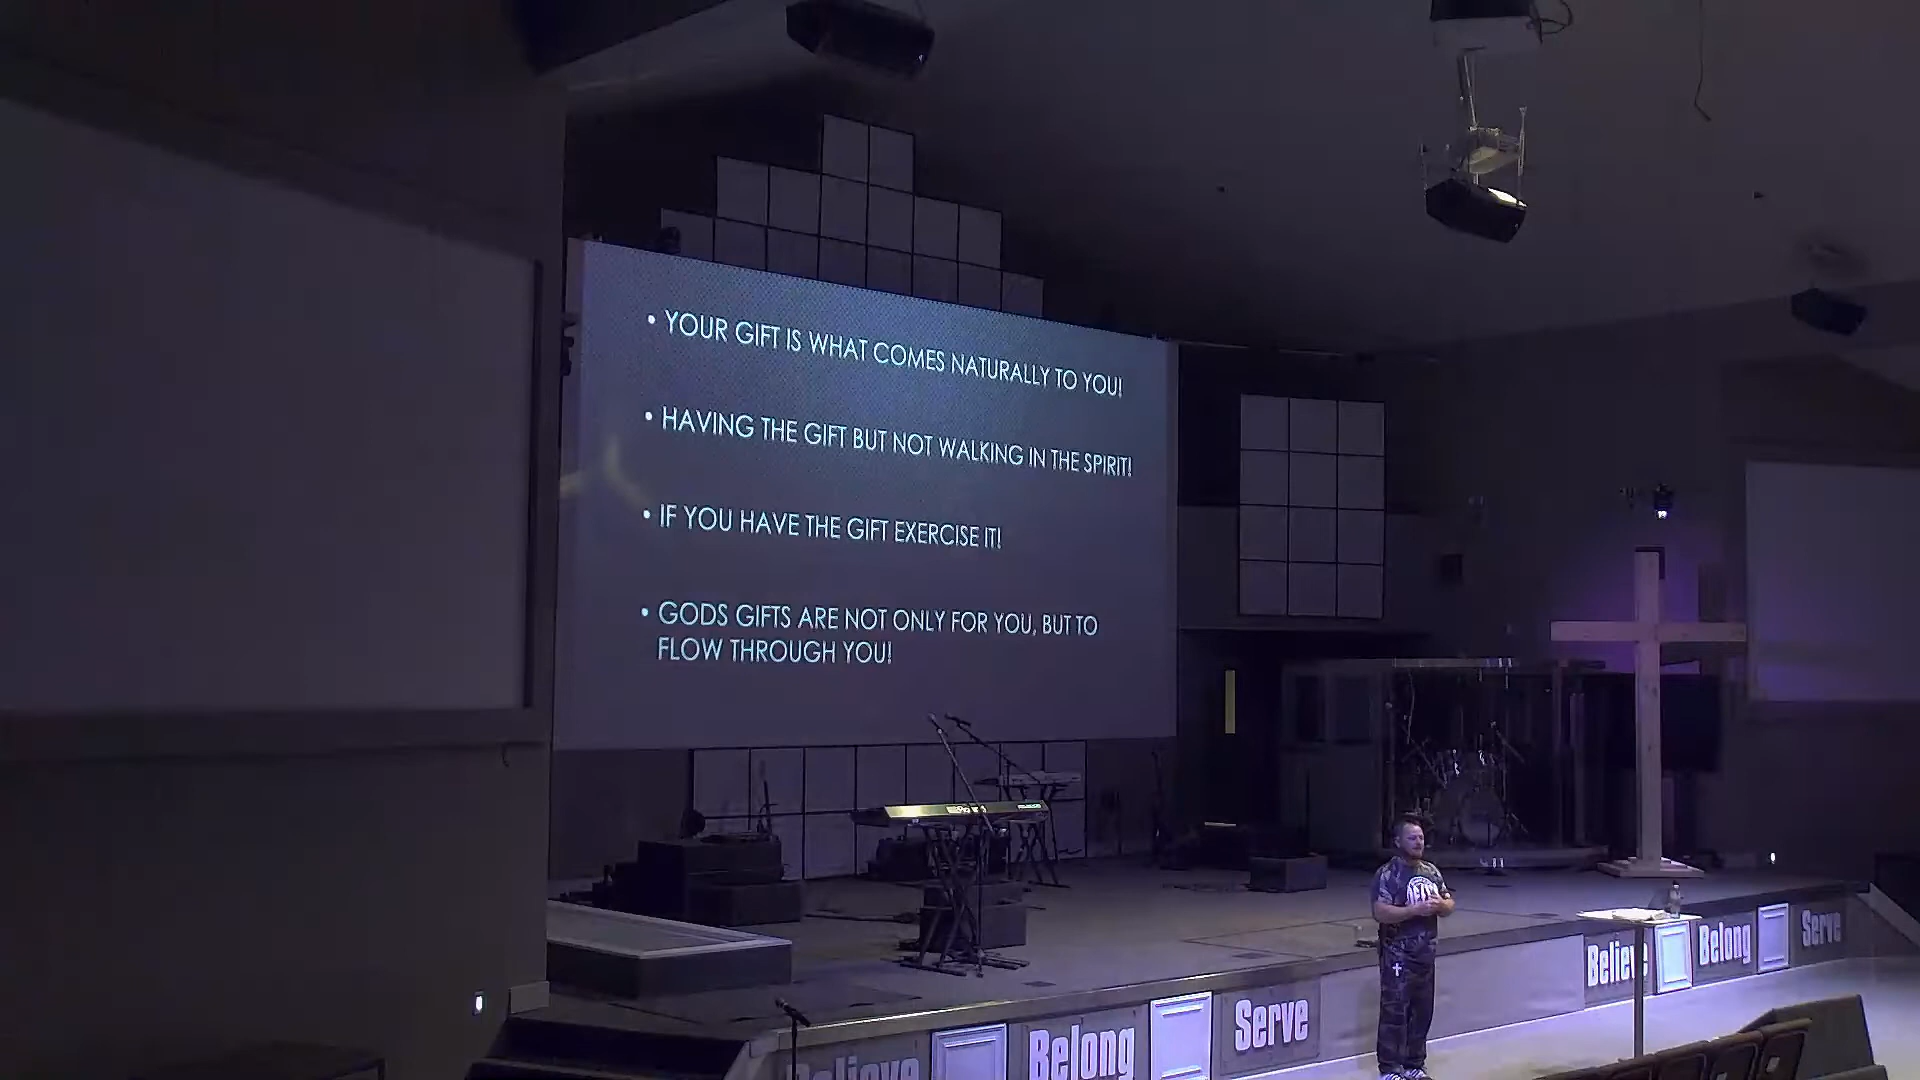 • YOUR GIFT IS WHAT COMES NATURALLY TO YOU!
• HAVING THE GIFT BUT NOT WALKING IN THE SPIRIT!
• IF YOU HAVE THE GIFT EXERCISE IT!
• GODS GIFTS ARE NOT ONLY FOR YOU, BUT TO
FLOW THROUGH YOU!
Believe Belong Serve
Believe Belong Serve